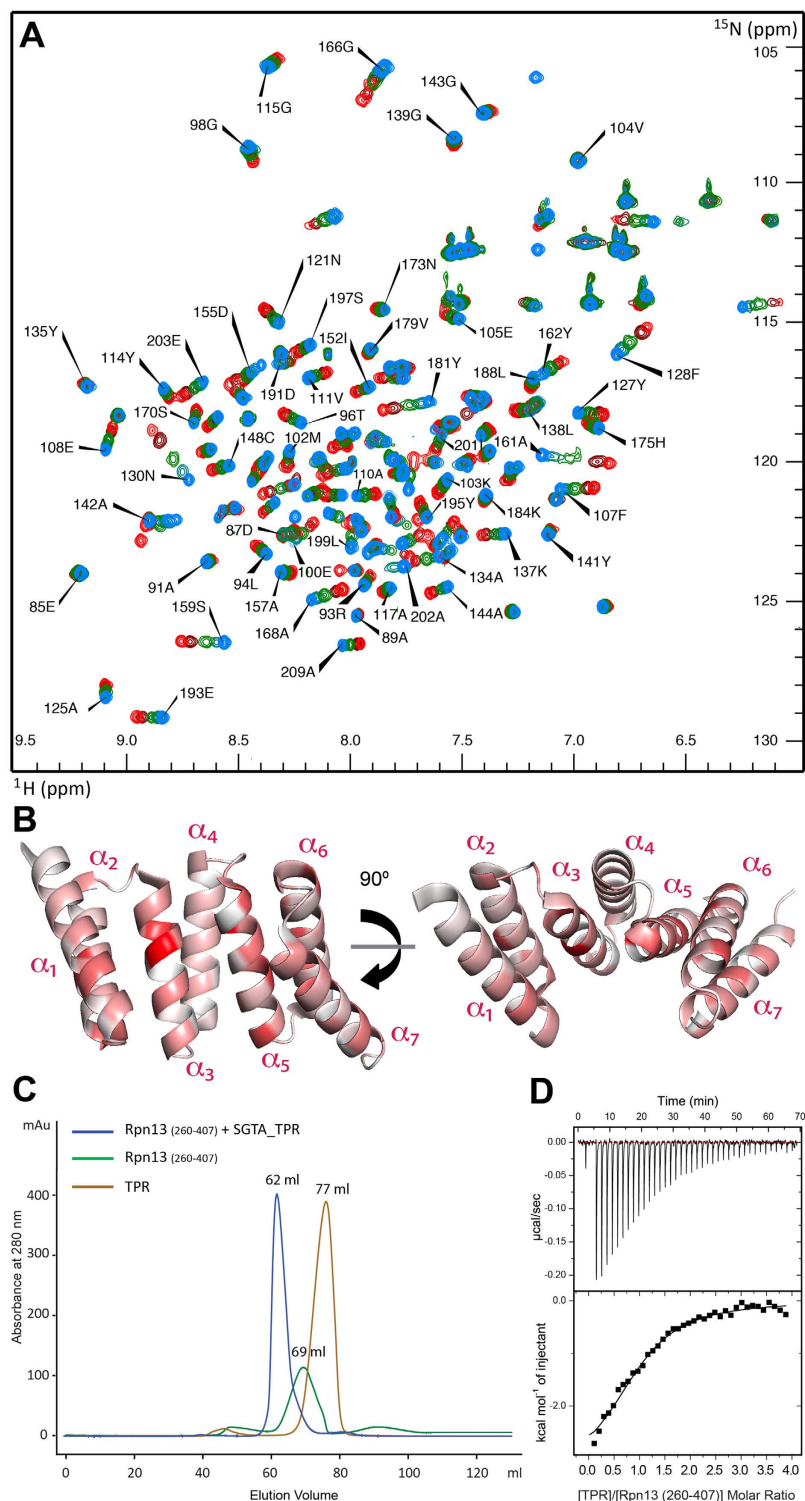 A
15N (ppm)
105
166G
115G
143G
98G
139G
104V
110
121N
173N
197S
155D
135Y
203E
152I
179V
105E
115
114Y
162Y
128F
191D
111V
181Y
188L
127Y
170S
96T
138L
175H
108E
148C
102M
201I
161A
120
130N
110A
103K
142A
195Y
184K
107F
87D
199L
100E
134A
137K
141Y
91A
94L
85E
157A
93R
117A
144A
125
159S
168A
89A
202A
209A
125A
193E
9.5 9.0 8.5 8.0 7.5 7.0 6.5 130
1H (ppm)
B
α2 α4 α6 90º α2 α3 α4 α5 α6
α1 α3 α5 α7 α1 α7
C
mAu
Rpn13 (260-407) + SGTA_TPR
Rpn13 (260-407)
TPR
62 ml 77 ml
400
300
200
100
69 ml
0
Absorbance at 280 nm
0 20 40 60 80 100 120 ml
Elution Volume
D
Time (min)
0 10 20 30 40 50 60 70
0.00
-0.05
-0.10
-0.15
-0.20
µcal/sec
0.0
-2.0
kcal mol-1 of injectant
0.0 0.5 1.0 1.5 2.0 2.5 3.0 3.5 4.0
[TPR]/[Rpn13 (260-407)] Molar Ratio